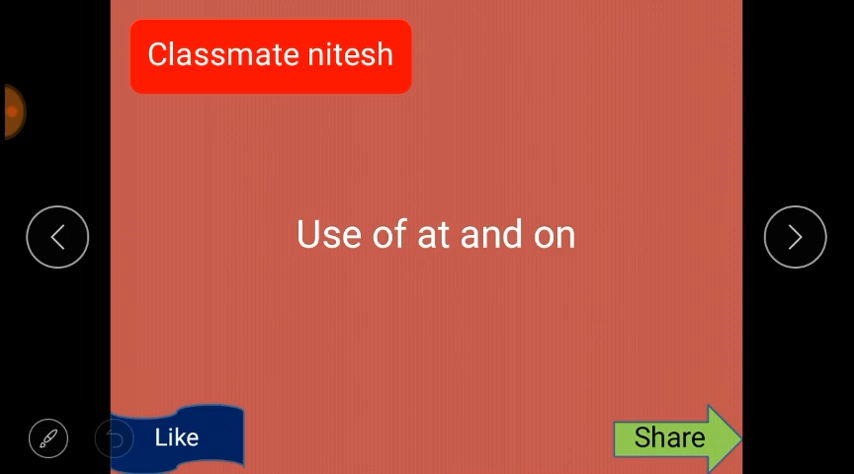 Classmate nitesh
Use of at and on
Like
Share